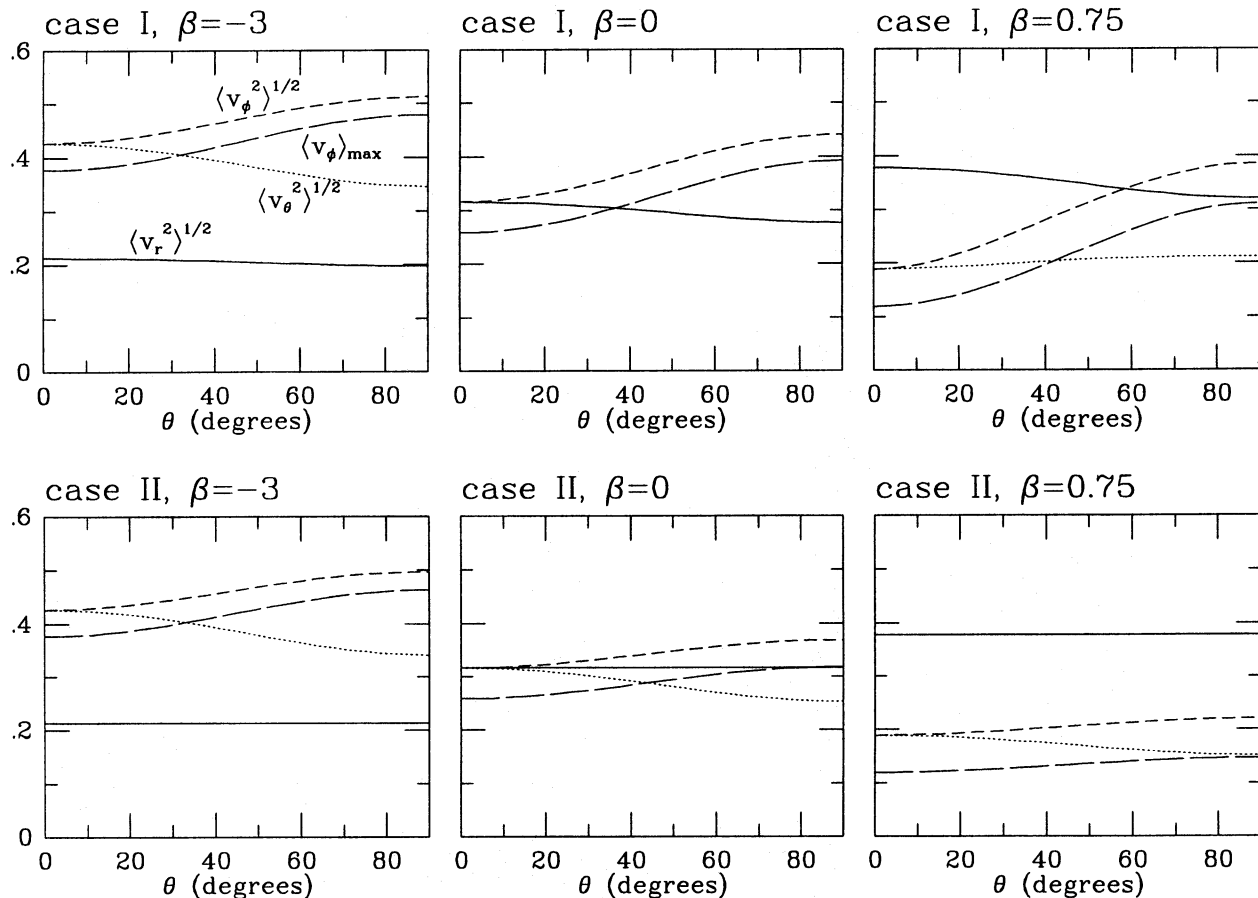 case I, β=−3
case I, β=0
case I, β=0.75
.6
.4
.2
0
⟨v_ϕ²⟩^1/2
⟨v_ϕ⟩_max
⟨v_θ²⟩^1/2
⟨v_r²⟩^1/2
0 20 40 60 80
θ (degrees)
0 20 40 60 80
θ (degrees)
0 20 40 60 80
θ (degrees)
case II, β=−3
case II, β=0
case II, β=0.75
.6
.4
.2
0
0 20 40 60 80
θ (degrees)
0 20 40 60 80
θ (degrees)
0 20 40 60 80
θ (degrees)